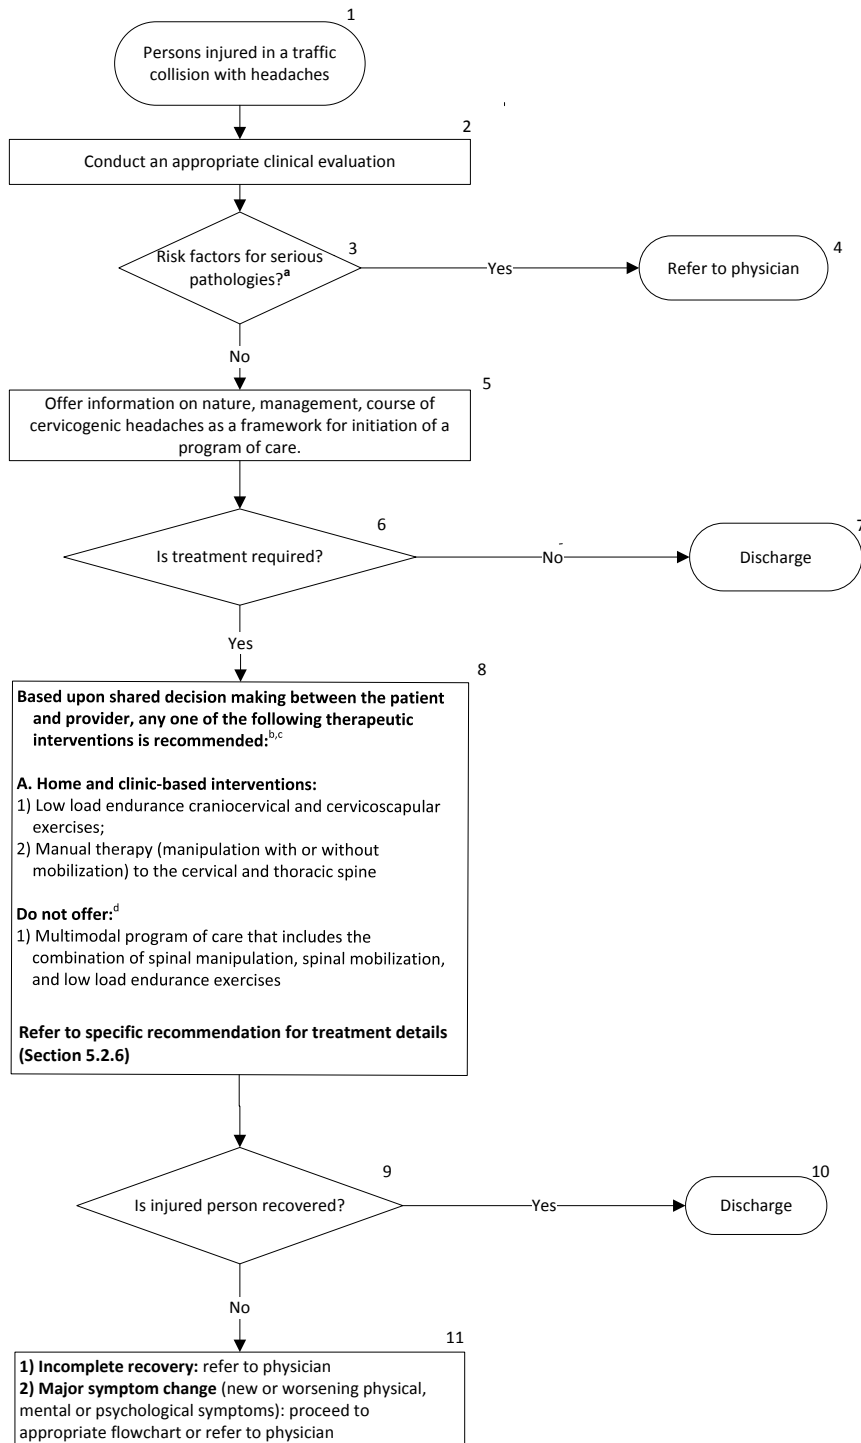 1
Persons injured in a traffic
collision with headaches
2
Conduct an appropriate clinical evaluation
3
Risk factors for serious
pathologies?a
Yes
4
Refer to physician
No
5
Offer information on nature, management, course of
cervicogenic headaches as a framework for initiation of a
program of care.
6
Is treatment required?
No
7
Discharge
Yes
8
Based upon shared decision making between the patient
and provider, any one of the following therapeutic
interventions is recommended:b,c
A. Home and clinic-based interventions:
1) Low load endurance craniocervical and cervicoscapular
exercises;
2) Manual therapy (manipulation with or without
mobilization) to the cervical and thoracic spine
Do not offer:d
1) Multimodal program of care that includes the
combination of spinal manipulation, spinal mobilization,
and low load endurance exercises
Refer to specific recommendation for treatment details
(Section 5.2.6)
9
Is injured person recovered?
Yes
10
Discharge
No
11
1) Incomplete recovery: refer to physician
2) Major symptom change (new or worsening physical,
mental or psychological symptoms): proceed to
appropriate flowchart or refer to physician